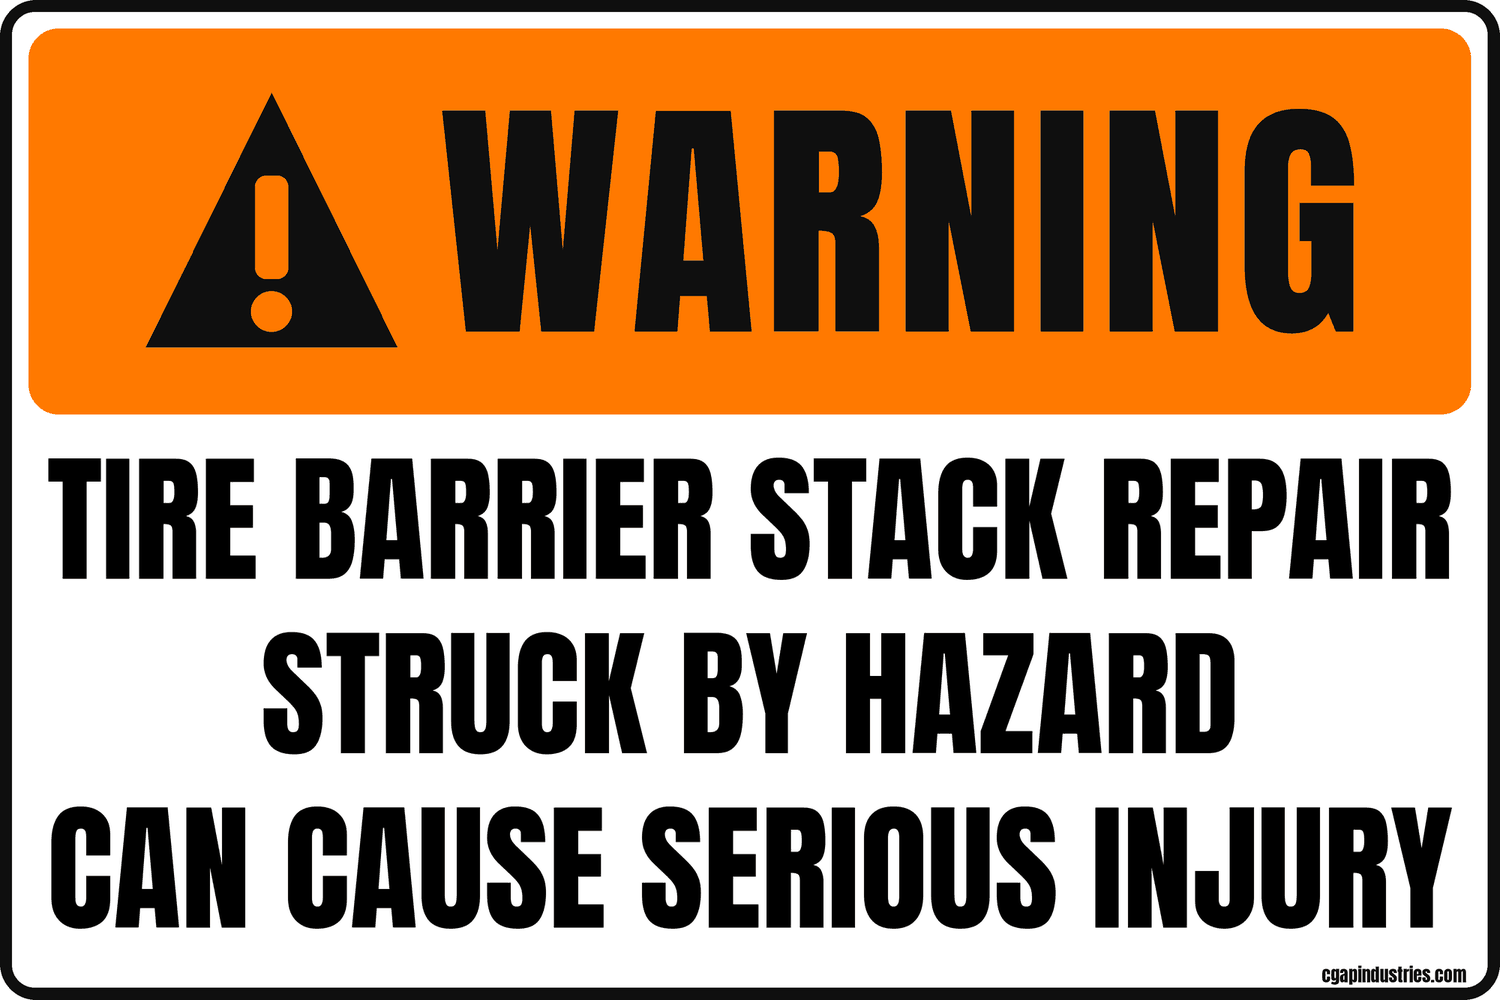 WARNING
TIRE BARRIER STACK REPAIR
STRUCK BY HAZARD
CAN CAUSE SERIOUS INJURY
cgapindustries.com